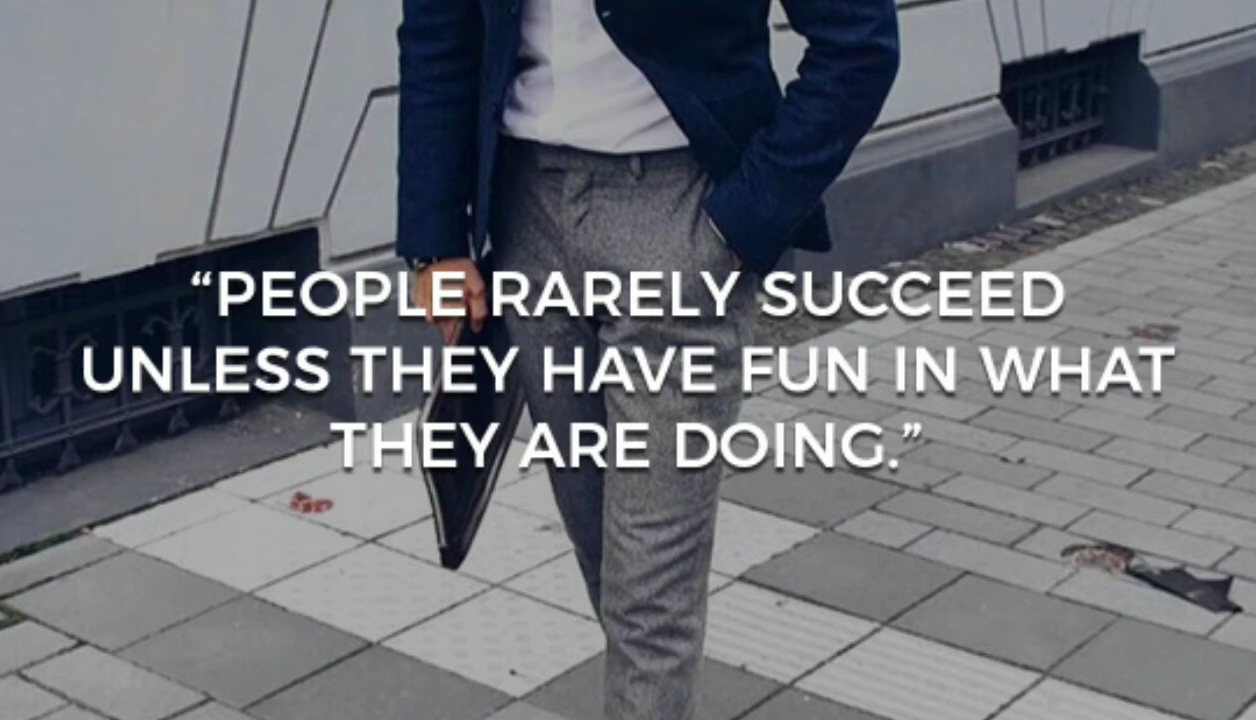 “PEOPLE RARELY SUCCEED
UNLESS THEY HAVE FUN IN WHAT
THEY ARE DOING.”